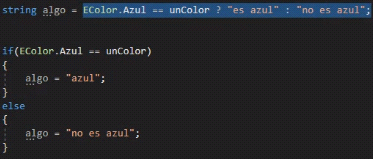 string algo = EColor.Azul == unColor ? "es azul" : "no es azul";
if(EColor.Azul == unColor)
{
algo = "azul";
}
else
{
algo = "no es azul";
}